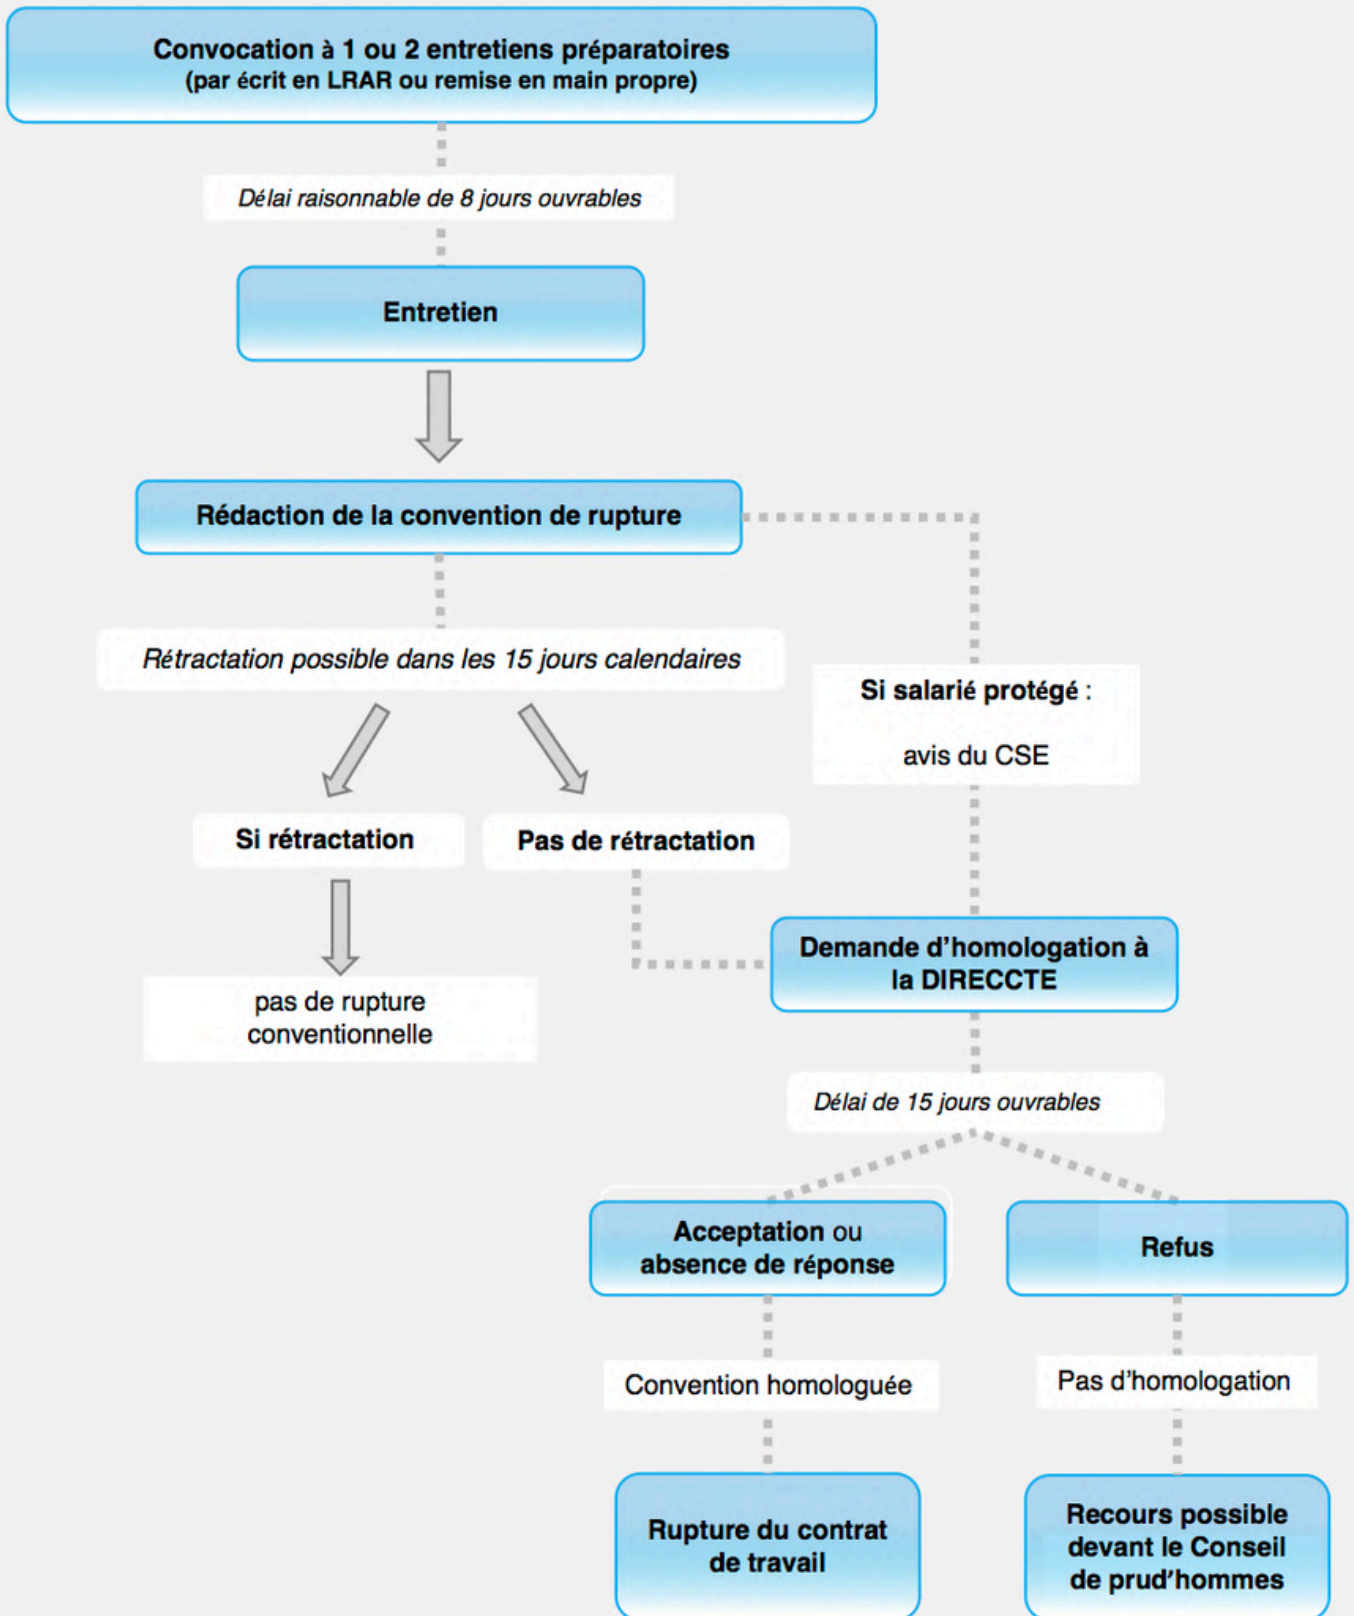 Convocation à 1 ou 2 entretiens préparatoires
(par écrit en LRAR ou remise en main propre)
Délai raisonnable de 8 jours ouvrables
Entretien
Rédaction de la convention de rupture
Rétractation possible dans les 15 jours calendaires
Si salarié protégé :
avis du CSE
Si rétractation
Pas de rétractation
pas de rupture
conventionnelle
Demande d’homologation à
la DIRECCTE
Délai de 15 jours ouvrables
Acceptation ou
absence de réponse
Refus
Convention homologuée
Pas d’homologation
Rupture du contrat
de travail
Recours possible
devant le Conseil
de prud’hommes